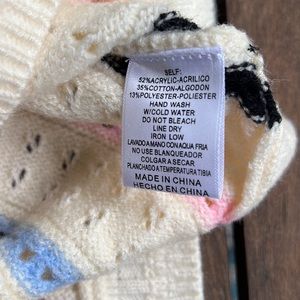 SELF:
52%ACRYLIC-ACRILICO
35%COTTON-ALGODON
13%POLYESTER-POLIESTER
HAND WASH
W/COLD WATER
DO NOT BLEACH
LINE DRY
IRON LOW
LAVADO A MANO CON AQUA FRIA
NO USE BLANQUEADOR
COLGAR A SECAR
PLANCHADO A TEMPERATURA TIBIA
MADE IN CHINA
HECHO EN CHINA